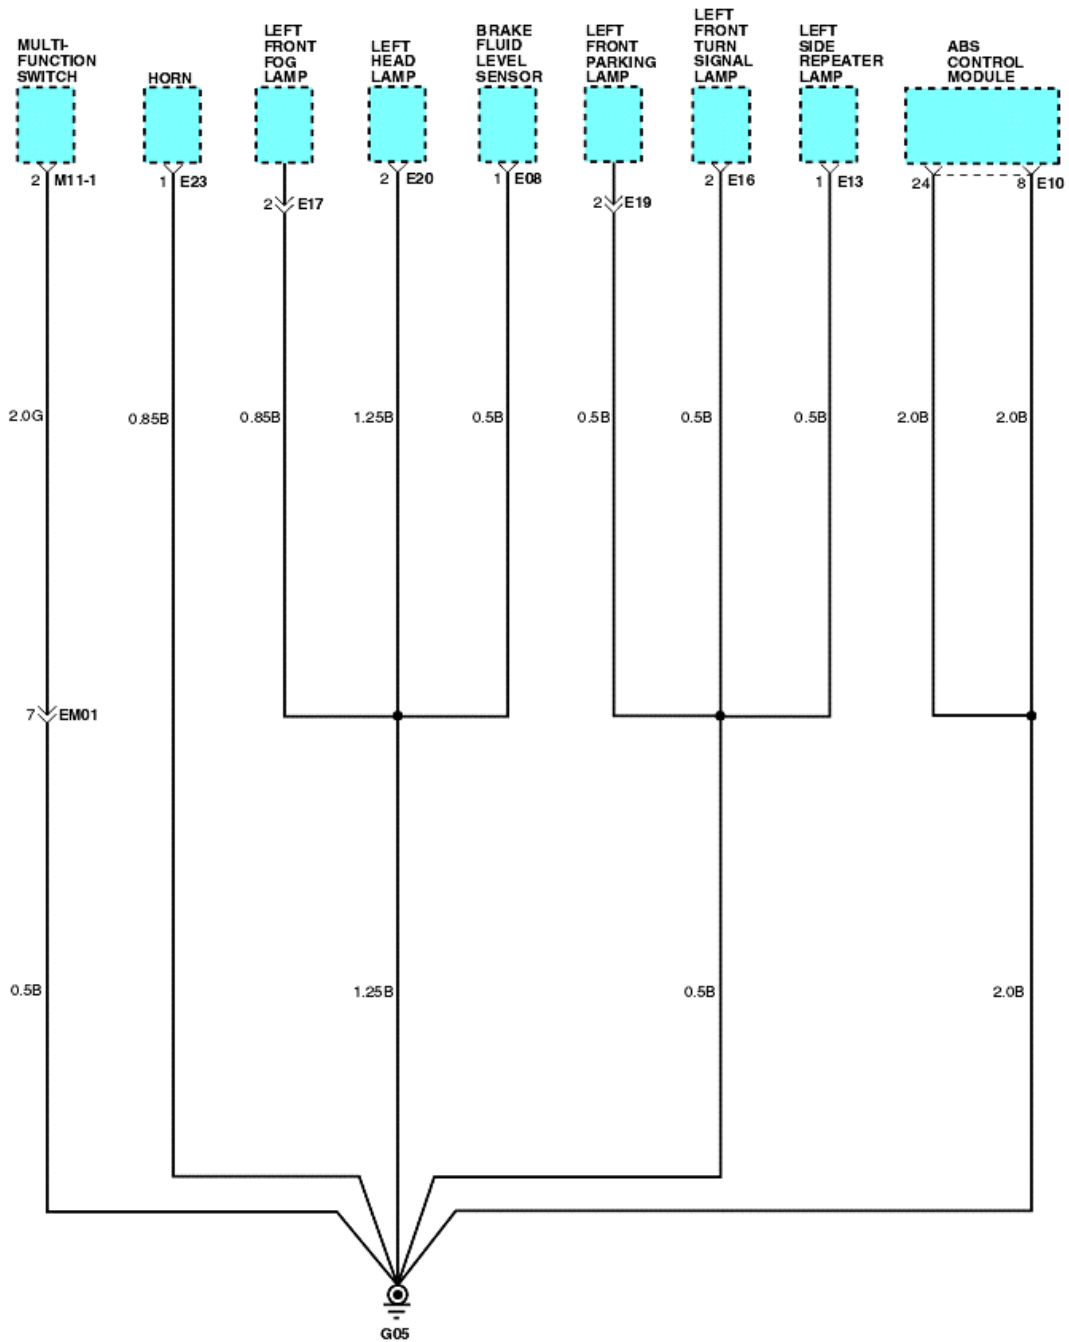 MULTI-
FUNCTION
SWITCH
HORN
LEFT
FRONT
FOG
LAMP
LEFT
HEAD
LAMP
BRAKE
FLUID
LEVEL
SENSOR
LEFT
FRONT
PARKING
LAMP
LEFT
FRONT
TURN
SIGNAL
LAMP
LEFT
SIDE
REPEATER
LAMP
ABS
CONTROL
MODULE
2 M11-1
1 E23
2 E17
2 E20
1 E08
2 E19
2 E16
1 E13
24
8 E10
2.0G
0.85B
0.85B
1.25B
0.5B
0.5B
0.5B
0.5B
2.0B
2.0B
7 EM01
0.5B
1.25B
0.5B
2.0B
G05